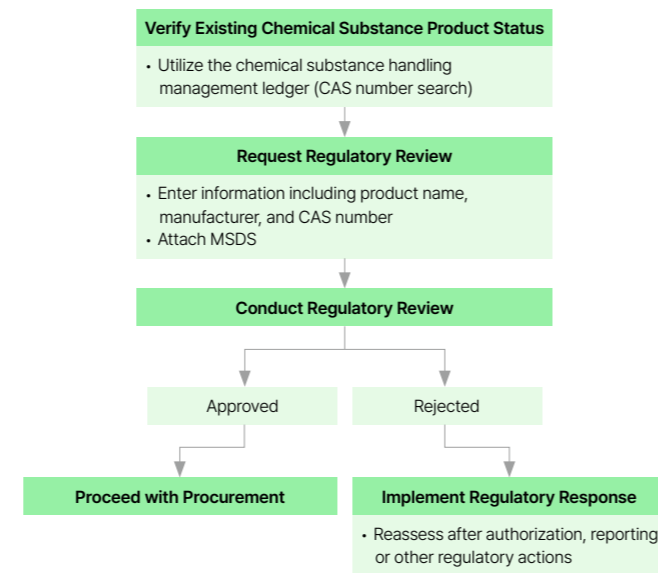 Verify Existing Chemical Substance Product Status
• Utilize the chemical substance handling
management ledger (CAS number search)
Request Regulatory Review
• Enter information including product name,
manufacturer, and CAS number
• Attach MSDS
Conduct Regulatory Review
Approved
Rejected
Proceed with Procurement
Implement Regulatory Response
• Reassess after authorization, reporting
or other regulatory actions